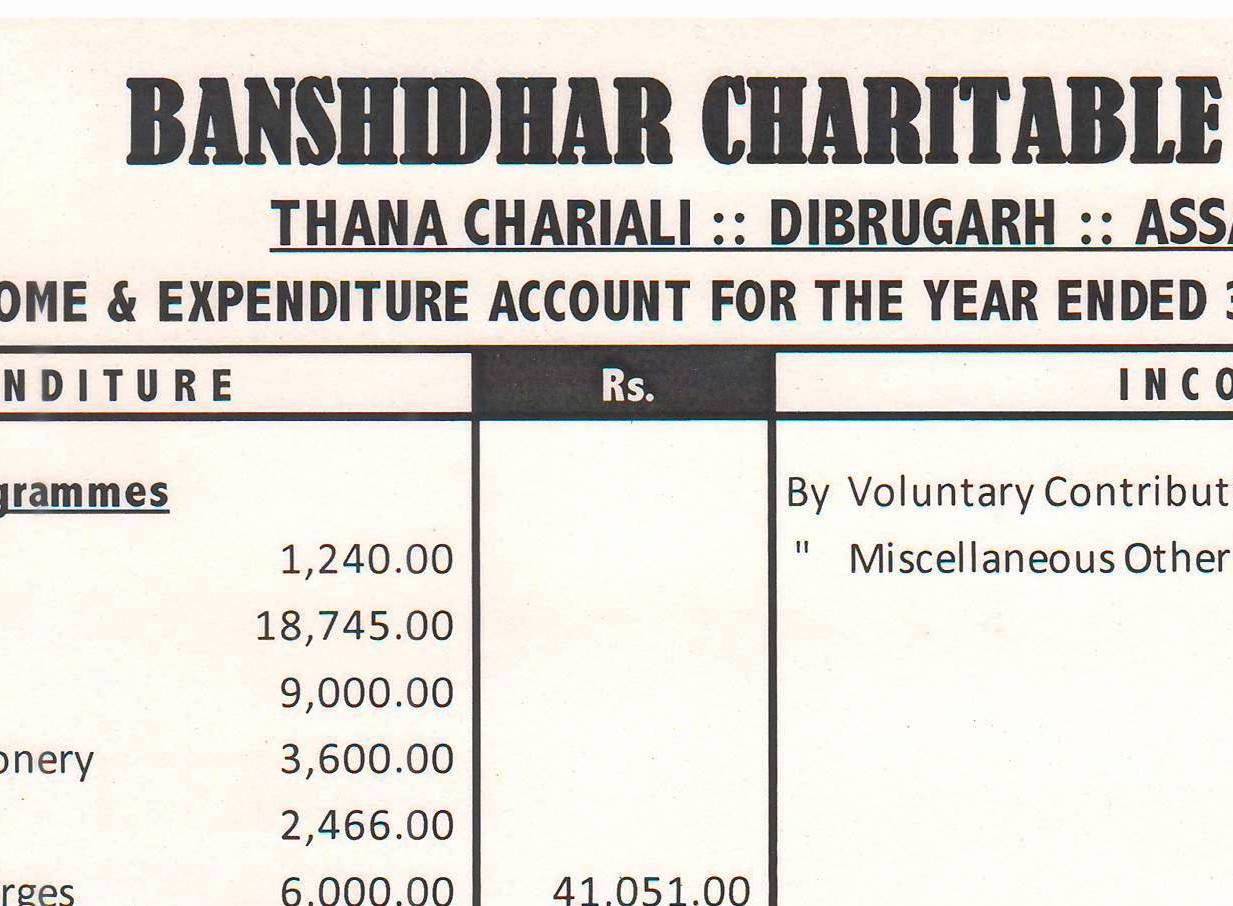 BANSHIDHAR CHARITABLE
THANA CHARIALI :: DIBRUGARH :: ASSA
OME & EXPENDITURE ACCOUNT FOR THE YEAR ENDED 3
NDITURE Rs. INCO
grammes By Voluntary Contribut
1,240.00 " Miscellaneous Other
18,745.00
9,000.00
onery 3,600.00
2,466.00
rges 6,000.00 41,051.00